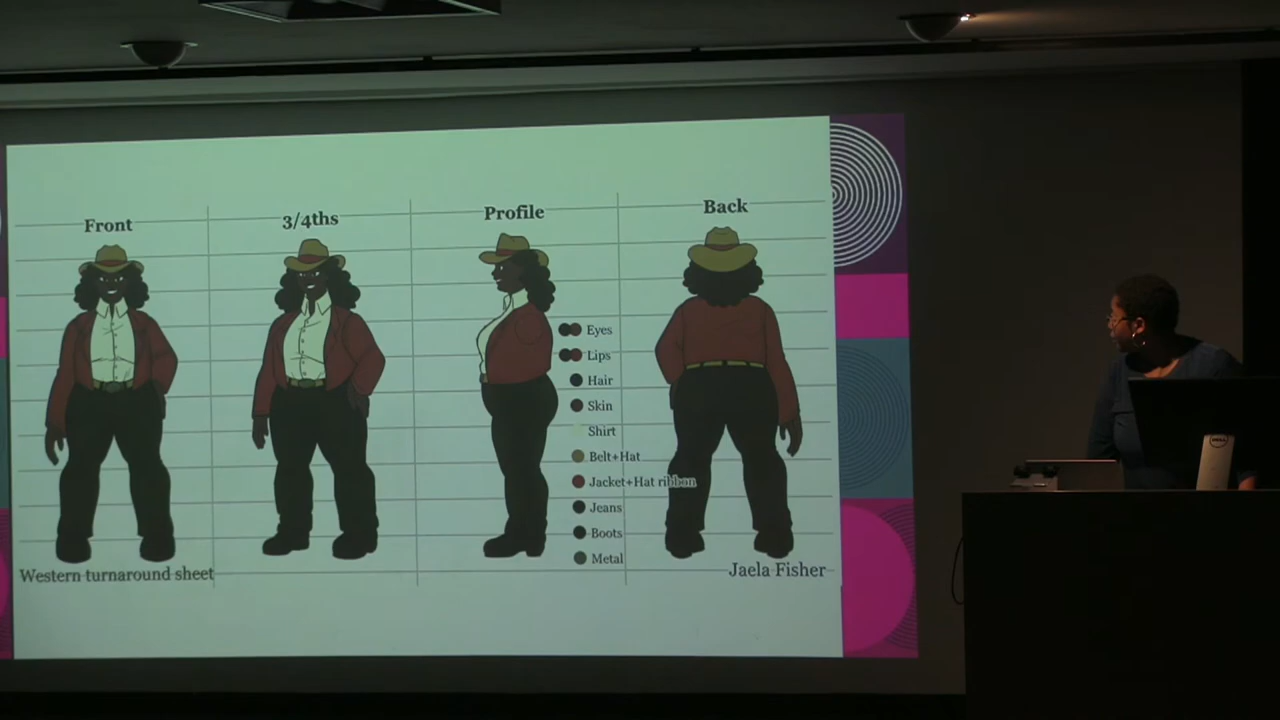 Front
3/4ths
Profile
Back
Eyes
Lips
Hair
Skin
Shirt
Belt+Hat
Jacket+Hat ribbon
Jeans
Boots
Metal
Western turnaround sheet
Jaela Fisher
DELL